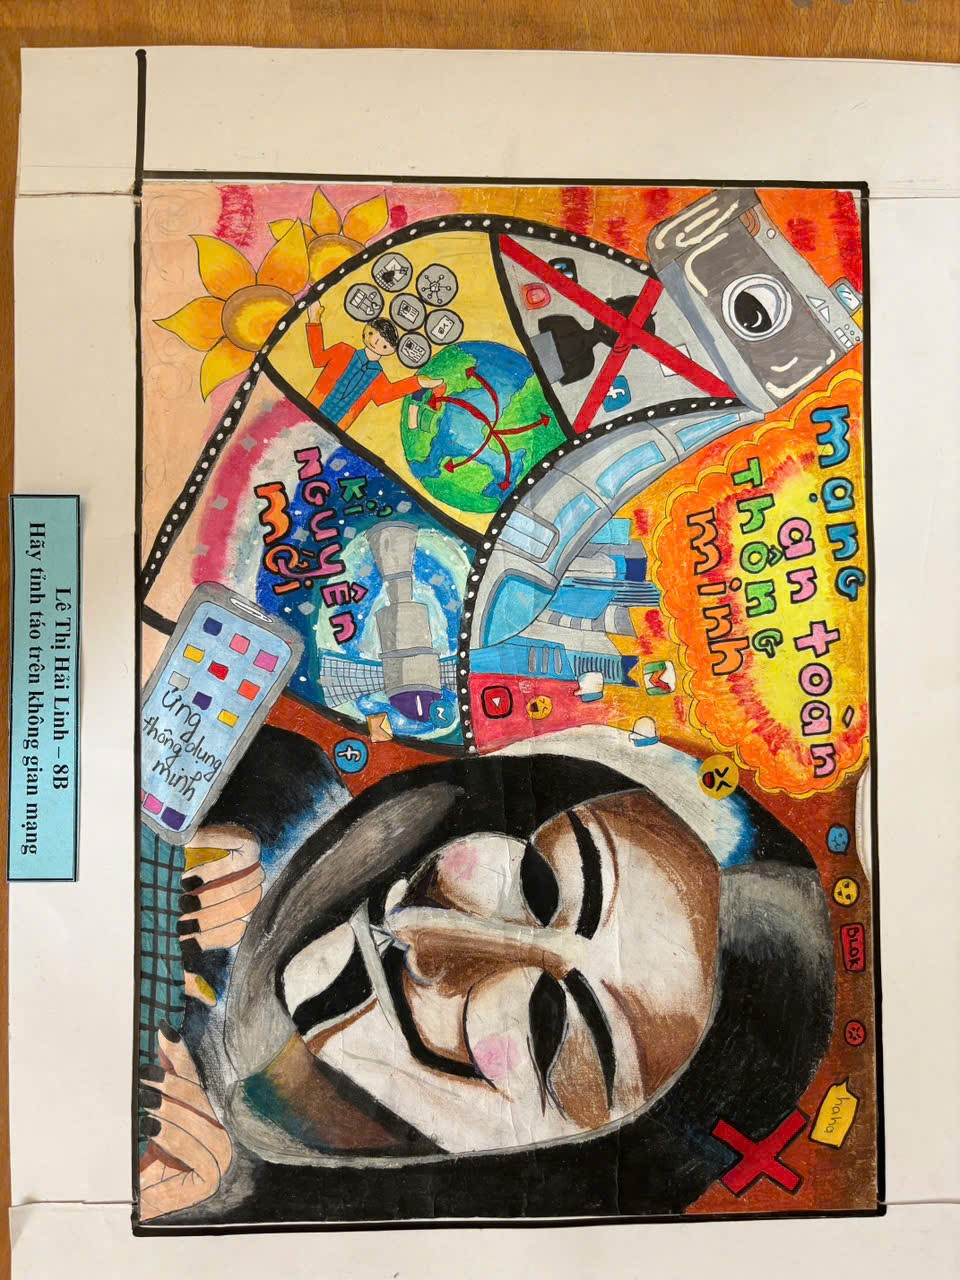 mạng
an toàn
Thông
minh
Kỉ
NGUYÊN
mới
Ứng dụng
thông
minh
BLOK
haha
Lê Thị Hải Linh – 8B
Hãy tỉnh táo trên không gian mạng